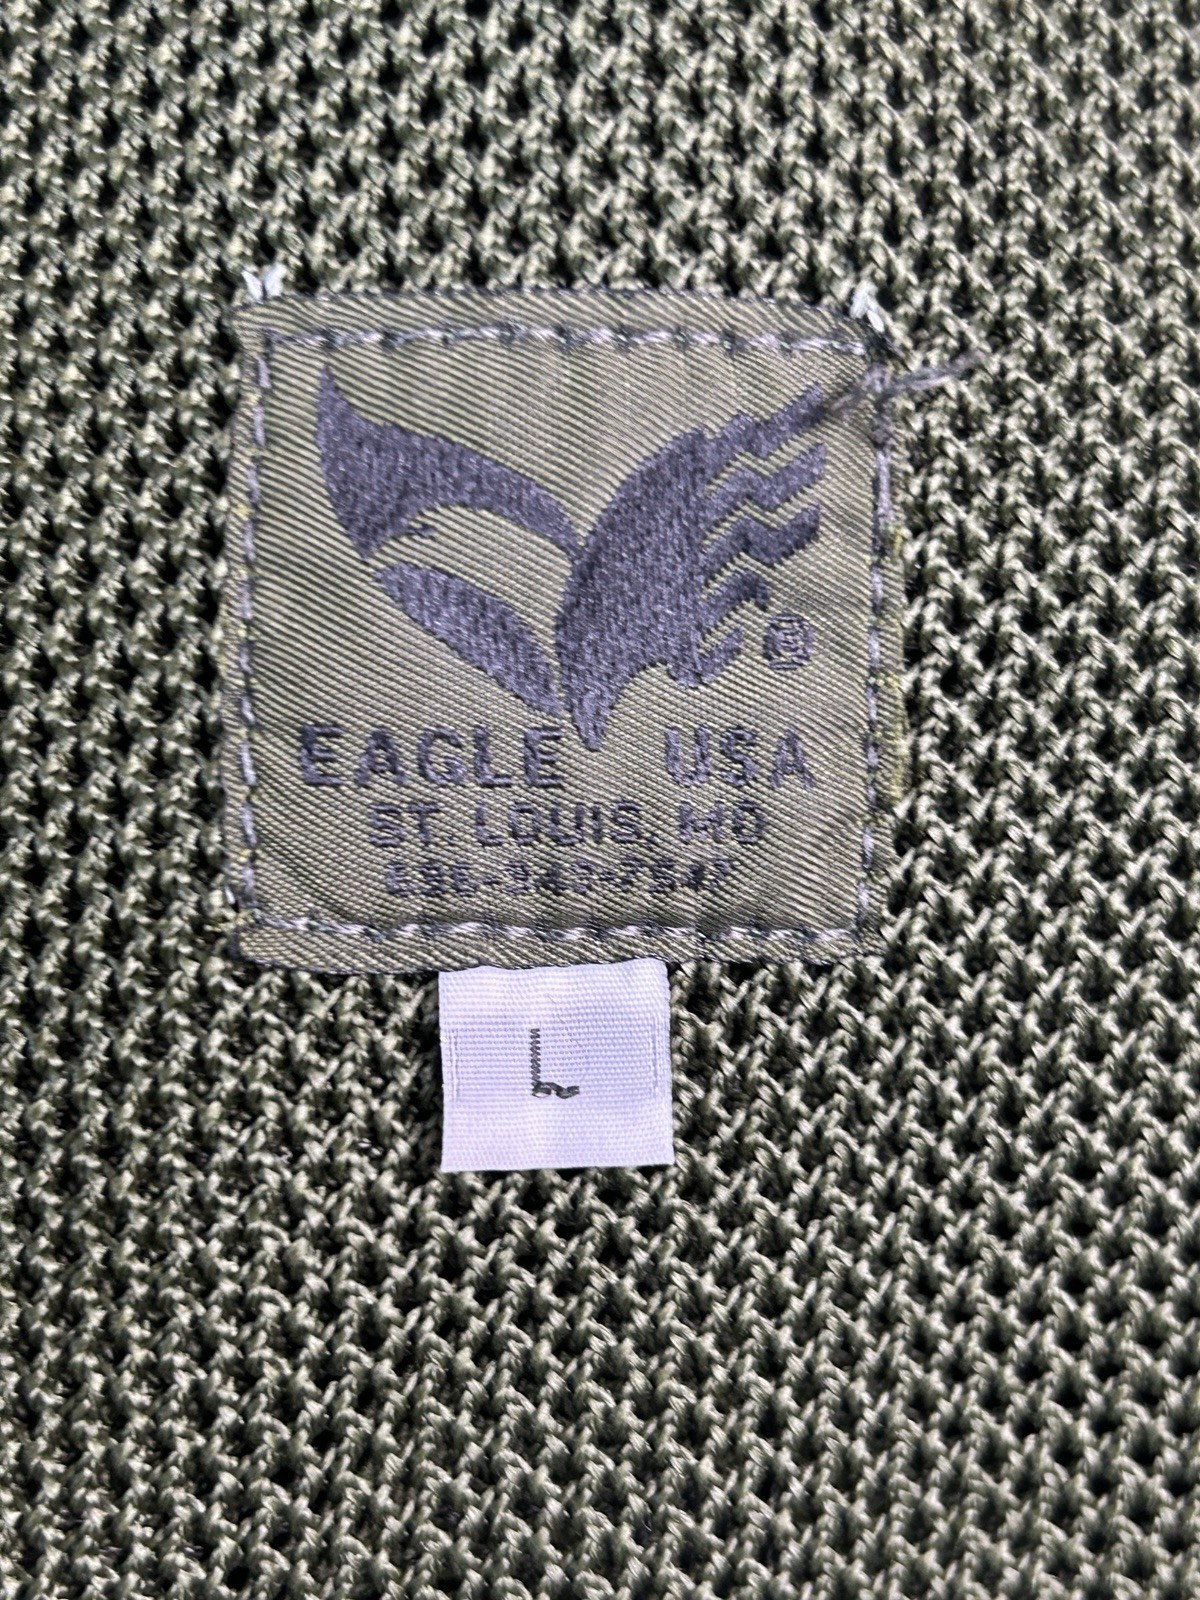 ®
EAGLE USA
ST. LOUIS, MO
L